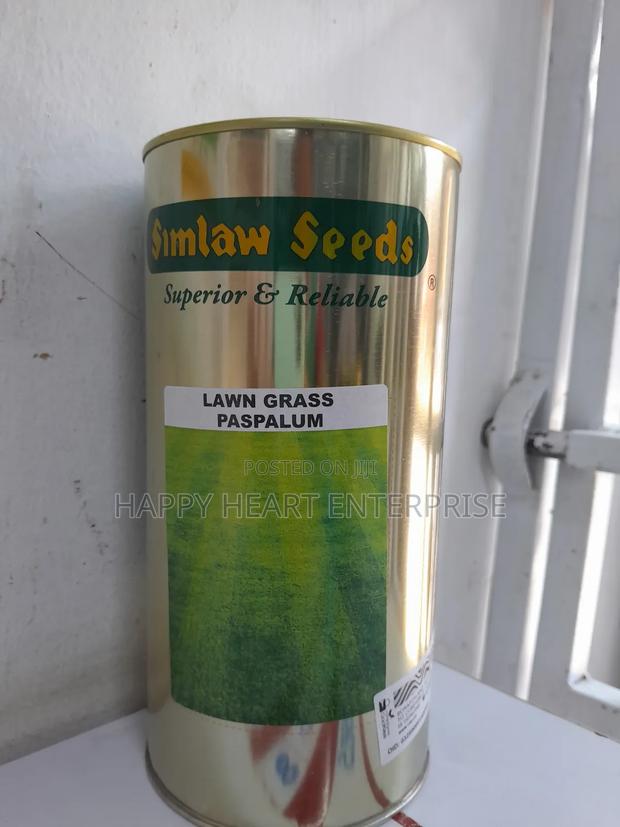 Simlaw Seeds
®
Superior & Reliable
LAWN GRASS
PASPALUM
POSTED ON JIJI
HAPPY HEART ENTERPRISE